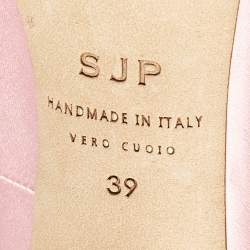 SJP
HANDMADE IN ITALY
VERO CUOIO
39